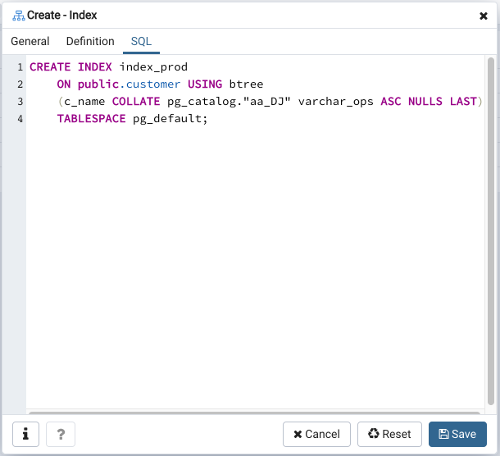 Create - Index
General Definition SQL
1 CREATE INDEX index_prod
2 ON public.customer USING btree
3 (c_name COLLATE pg_catalog."aa_DJ" varchar_ops ASC NULLS LAST)
4 TABLESPACE pg_default;
i ? Cancel Reset Save